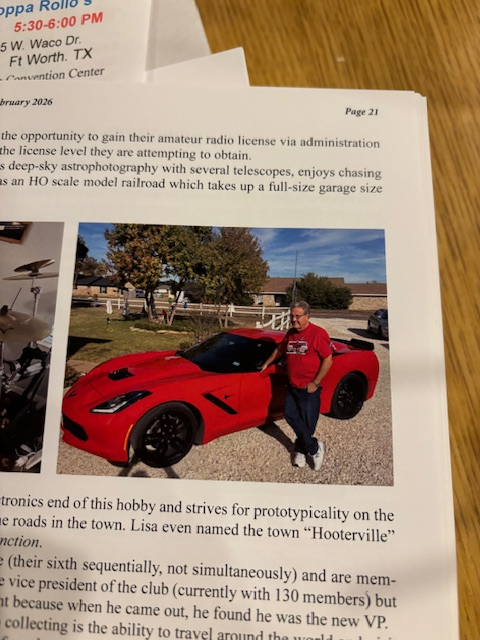 oppa Rollo's
5:30-6:00 PM
5 W. Waco Dr.
Ft Worth. TX
Convention Center
bruary 2026
Page 21
the opportunity to gain their amateur radio license via administration
the license level they are attempting to obtain.
s deep-sky astrophotography with several telescopes, enjoys chasing
as an HO scale model railroad which takes up a full-size garage size
tronics end of this hobby and strives for prototypicality on the
e roads in the town. Lisa even named the town “Hooterville”
nction.
e (their sixth sequentially, not simultaneously) and are mem-
e vice president of the club (currently with 130 members) but
nt because when he came out, he found he was the new VP.
collecting is the ability to travel around the world